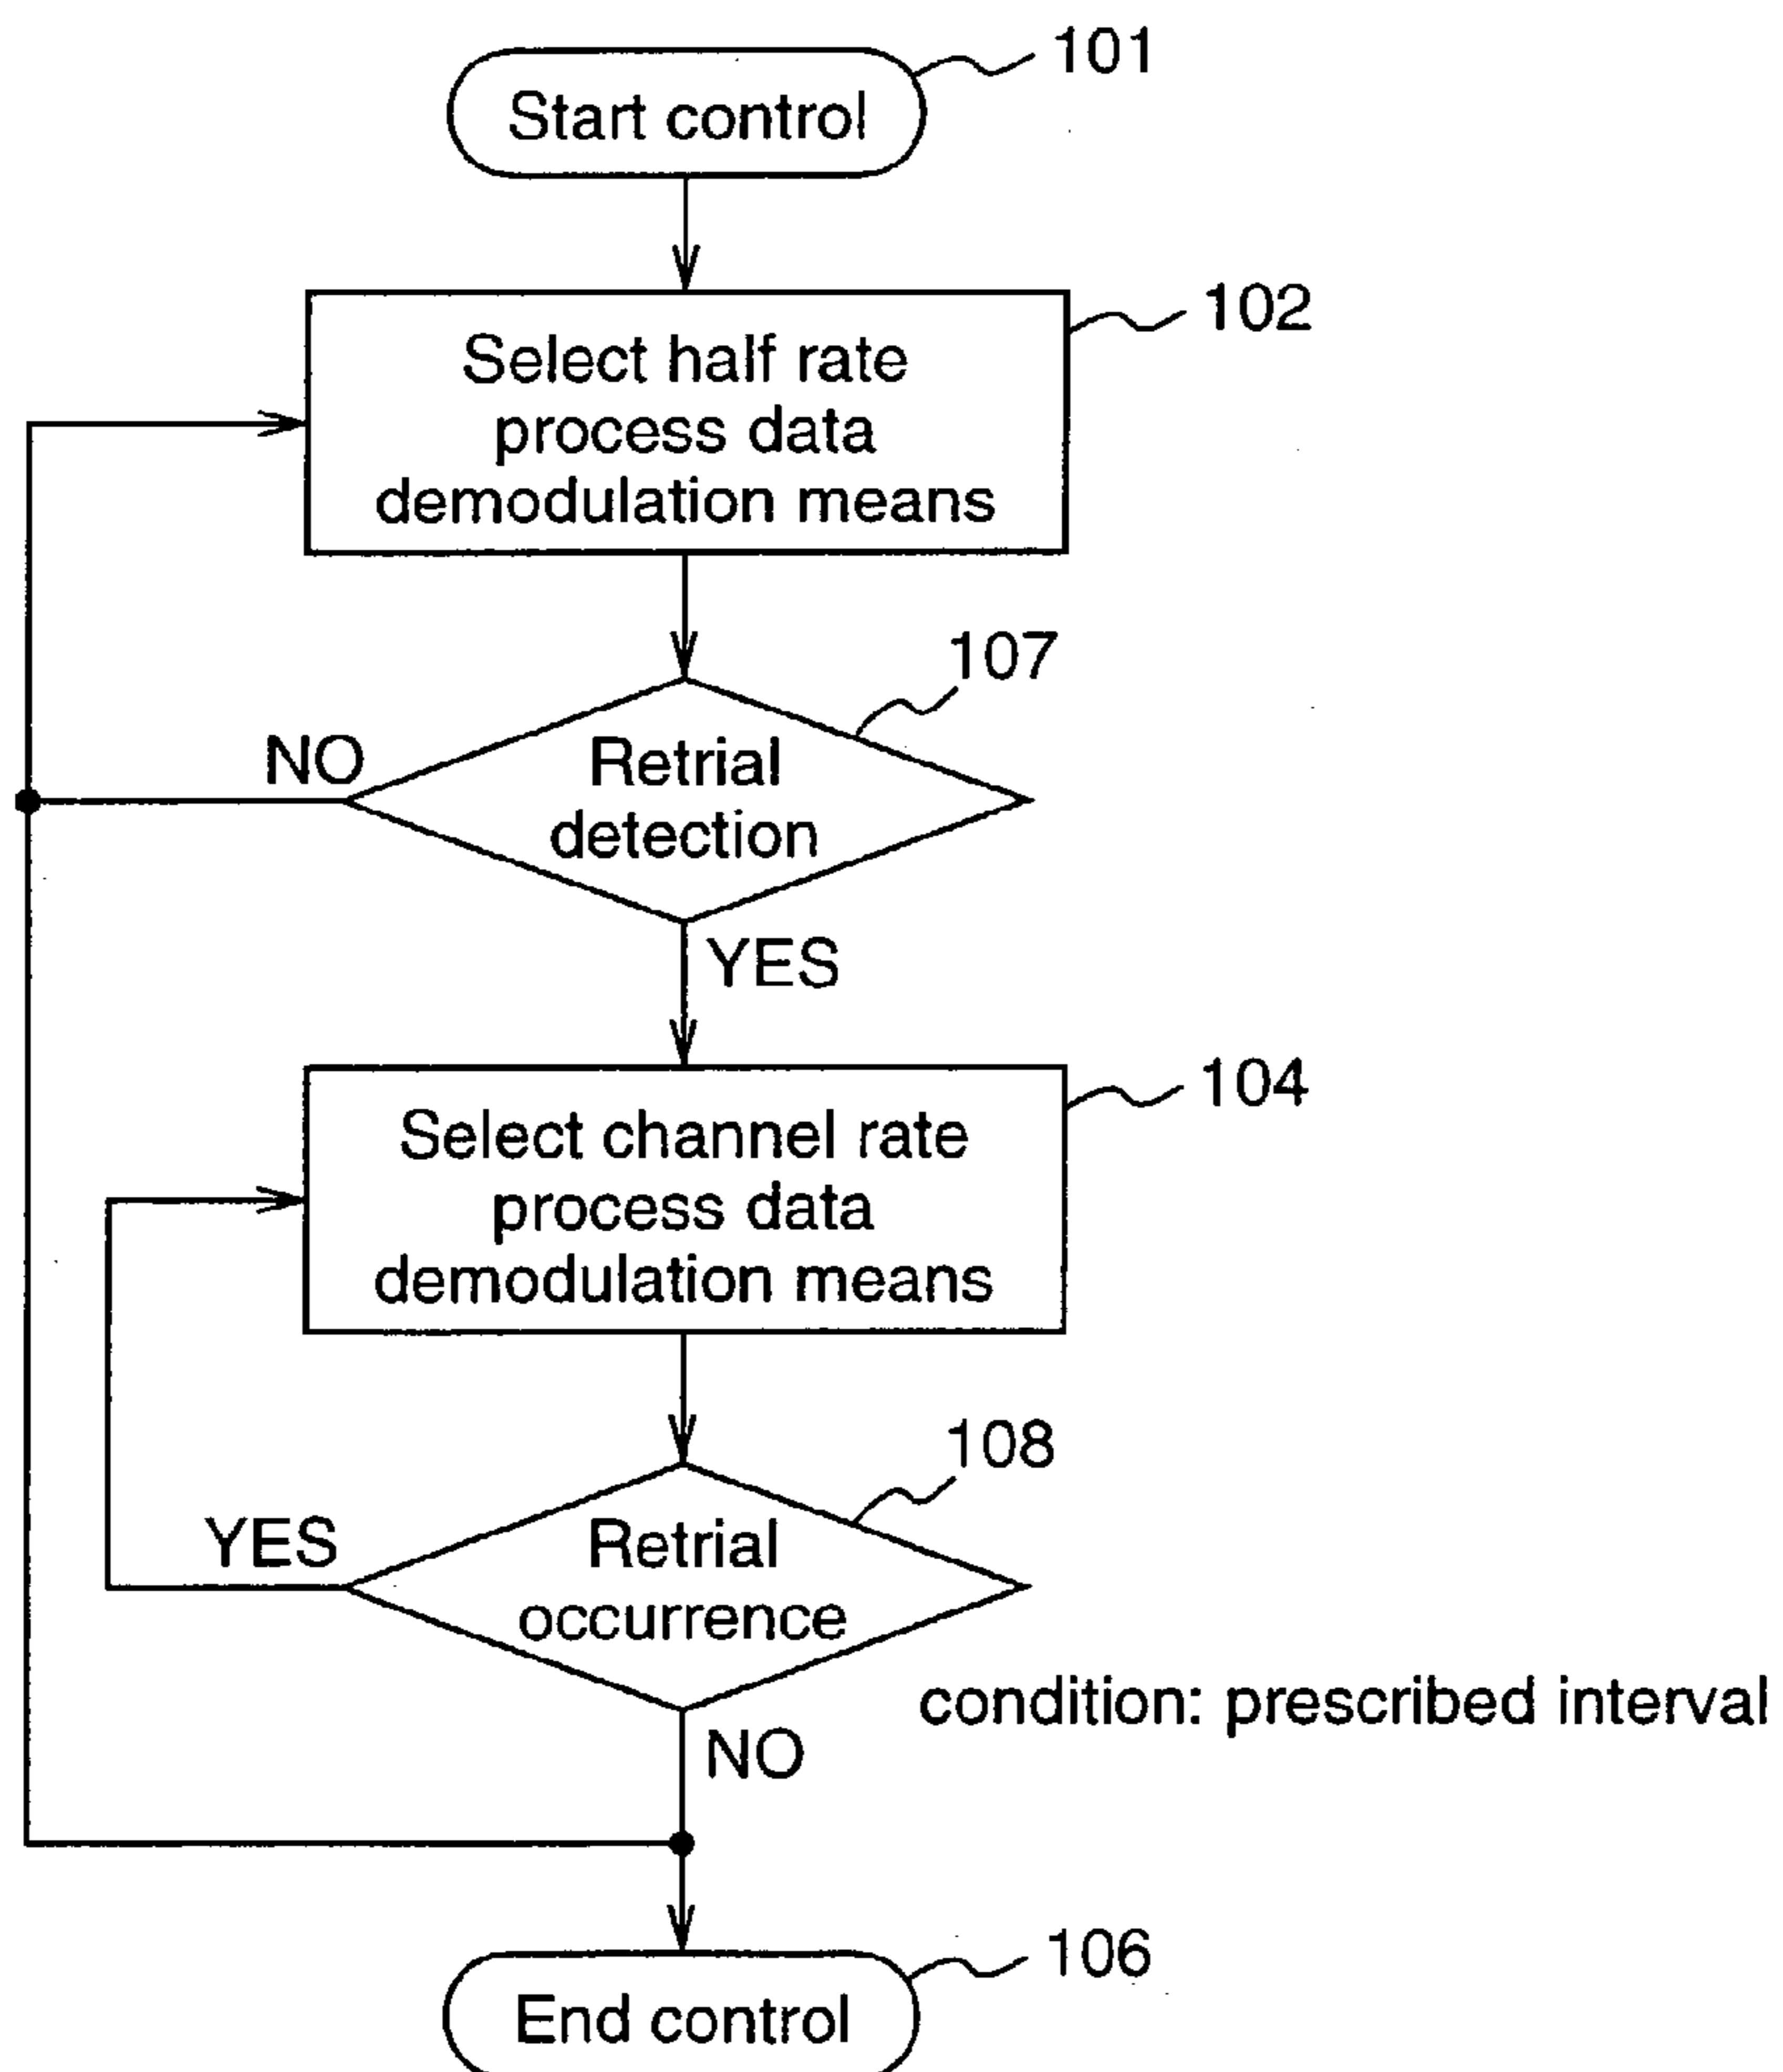 101
Start control
102
Select half rate
process data
demodulation means
107
NO
Retrial
detection
YES
104
Select channel rate
process data
demodulation means
108
YES
Retrial
occurrence
condition: prescribed interval
NO
106
End control